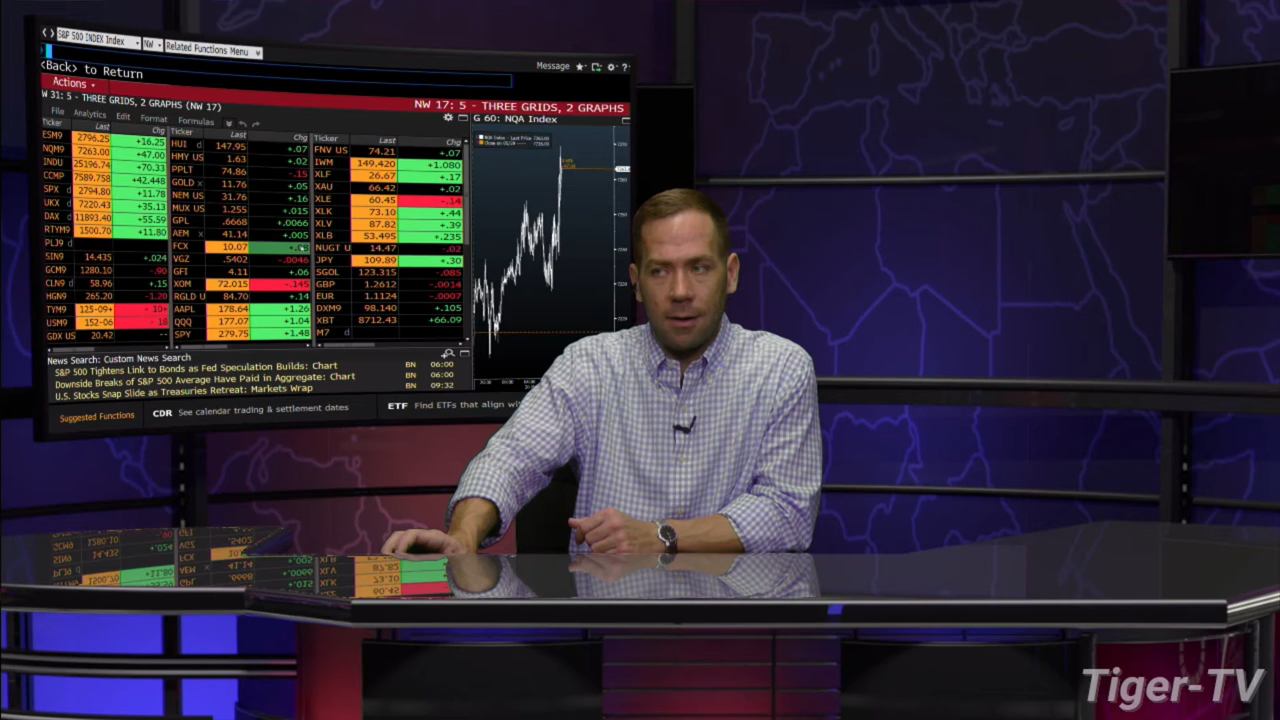 S&P 500 INDEX Index NW Related Functions Menu
Message
<Back> to Return
Actions
NW 17: 5 - THREE GRIDS, 2 GRAPHS
W 31: 5 - THREE GRIDS, 2 GRAPHS (NW 17)
File Analytics Edit Format Formulas
G 60: NQA Index
Ticker Last Chg Ticker Last Chg Ticker Last Chg
ESM9 2796.25 +16.25 HUI d 147.95 +.07 FNV US 74.21 +.07
NQM9 7263.00 +47.00 HMY US 1.63 +.02 IWM 149.420 +1.080
INDU 25196.74 +70.33 PPLT 74.86 -.15 XLF 26.67 +.17
CCMP 7589.758 +42.448 GOLD x 11.76 +.05 XAU 66.42 +.02
SPX d 2794.80 +11.78 NEM US 31.76 +.16 XLE 60.45 -.14
UKX d 7220.43 +35.13 MUX US 1.255 +.015 XLK 73.10 +.44
DAX d 11893.40 +55.59 GPL .6668 +.0066 XLV 87.82 +.39
RTYM9 1500.70 +11.80 AEM x 41.14 +.005 XLB 53.495 +.235
PLJ9 d FCX 10.07 NUGT U 14.47 -.02
SIN9 14.435 +.024 VGZ .5402 -.0046 JPY 109.89 +.30
GCM9 1280.10 -.90 GFI 4.11 +.06 SGOL 123.315 -.085
CLN9 d 58.96 +.15 XOM 72.015 -.145 GBP 1.2612 -.0014
HGN9 265.20 -1.20 RGLD U 84.70 +.14 EUR 1.1124 -.0007
TYM9 125-09+ - 10+ AAPL 178.64 +1.26 DXM9 98.140 +.105
USM9 152-06 - 18 QQQ 177.07 +1.04 XBT 8712.43 +66.09
GDX US 20.42 -- SPY 279.75 +1.48 M7 d
News Search: Custom News Search
S&P 500 Tightens Link to Bonds as Fed Speculation Builds: Chart BN 06:00
Downside Breaks of S&P 500 Average Have Paid in Aggregate: Chart BN 06:00
U.S. Stocks Snap Slide as Treasuries Retreat: Markets Wrap BN 09:32
Suggested Functions CDR See calendar trading & settlement dates ETF Find ETFs that align
Tiger-TV